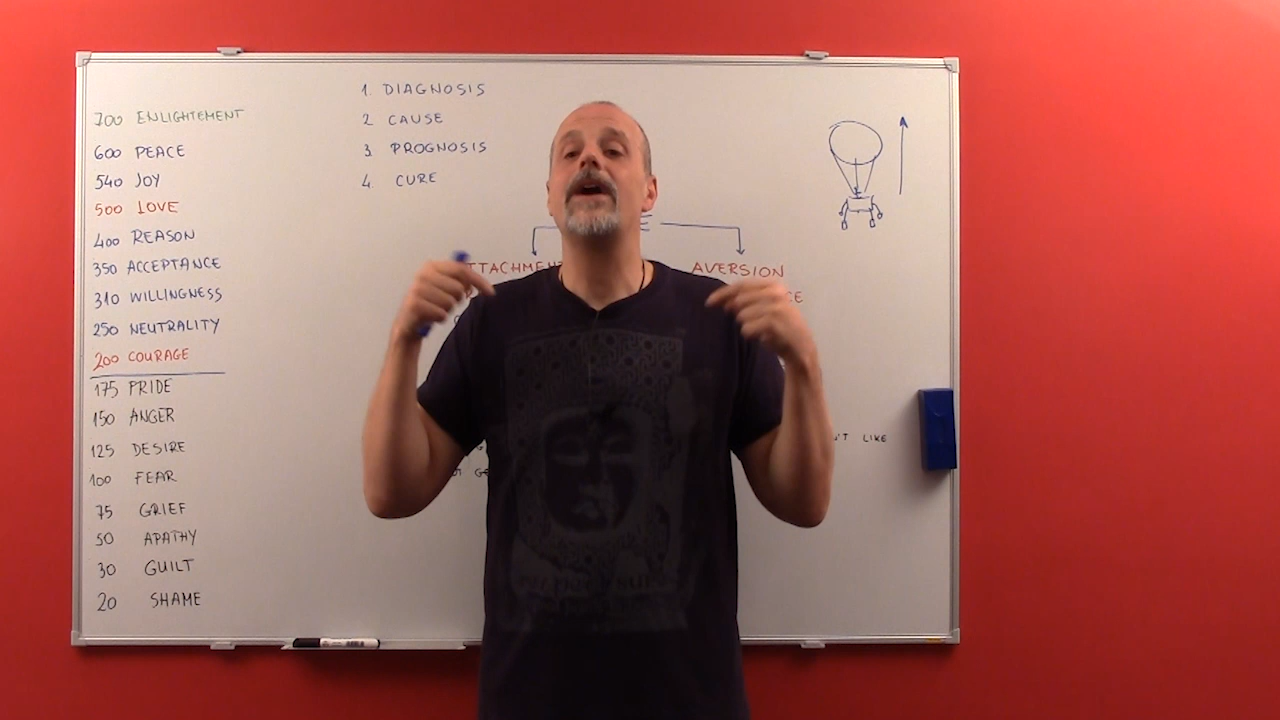 700 ENLIGHTEMENT
600 PEACE
540 JOY
500 LOVE
400 REASON
350 ACCEPTANCE
310 WILLINGNESS
250 NEUTRALITY
200 COURAGE
175 PRIDE
150 ANGER
125 DESIRE
100 FEAR
75 GRIEF
50 APATHY
30 GUILT
20 SHAME
1. DIAGNOSIS
2 CAUSE
3. PROGNOSIS
4. CURE
TTACHMEN
AVERSION
LIKE